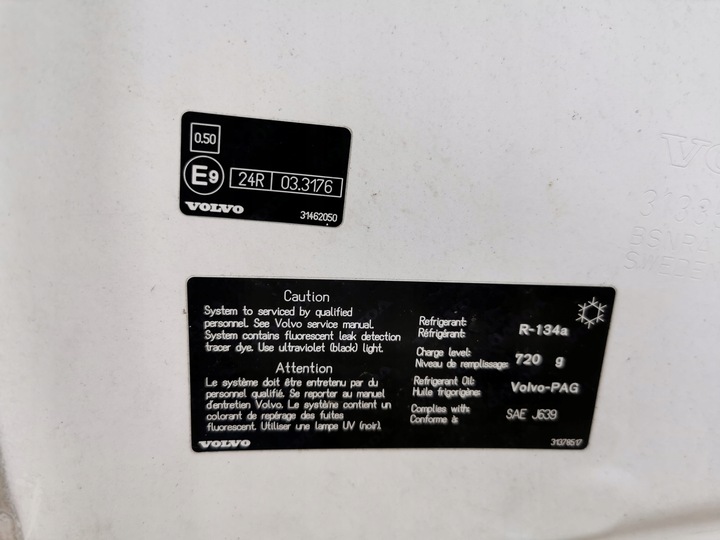 0.50
E9 24R 03.3176
VOLVO 31462050
Caution
System to serviced by qualified
personnel. See Volvo service manual.
System contains fluorescent leak detection
tracer dye. Use ultraviolet (black) light.
Attention
Le système doit être entretenu par du
personnel qualifié. Se reporter au manuel
d'entretien Volvo. Le système contient un
colorant de repérage des fuites
fluorescent. Utiliser une lampe UV (noir).
VOLVO
Refrigerant:
Réfrigérant: R-134a
Charge level:
Niveau de remplissage: 720 g
Refrigerant Oil:
Huile frigorigène: Volvo-PAG
Complies with:
Conforme is SAE J639
31378517
SWEDEN